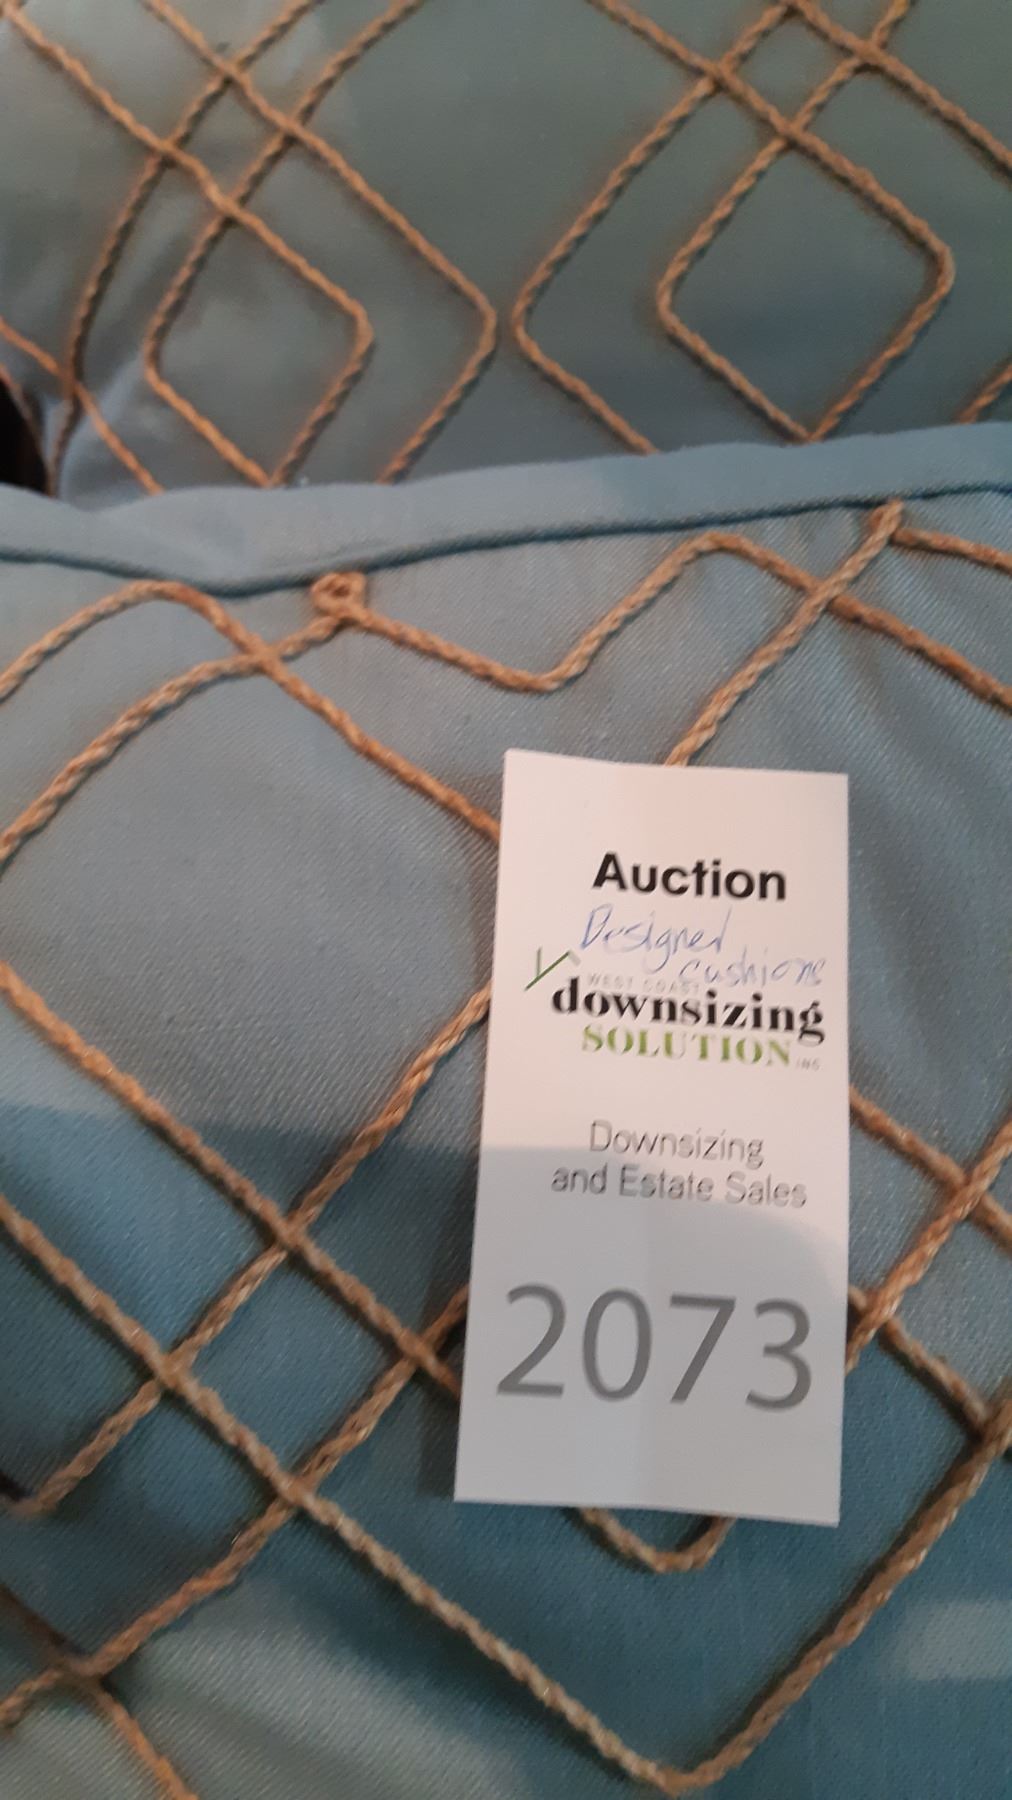 Auction
Designer
cushions
WEST COAST
downsizing
SOLUTION INC.
Downsizing
and Estate Sales
2073